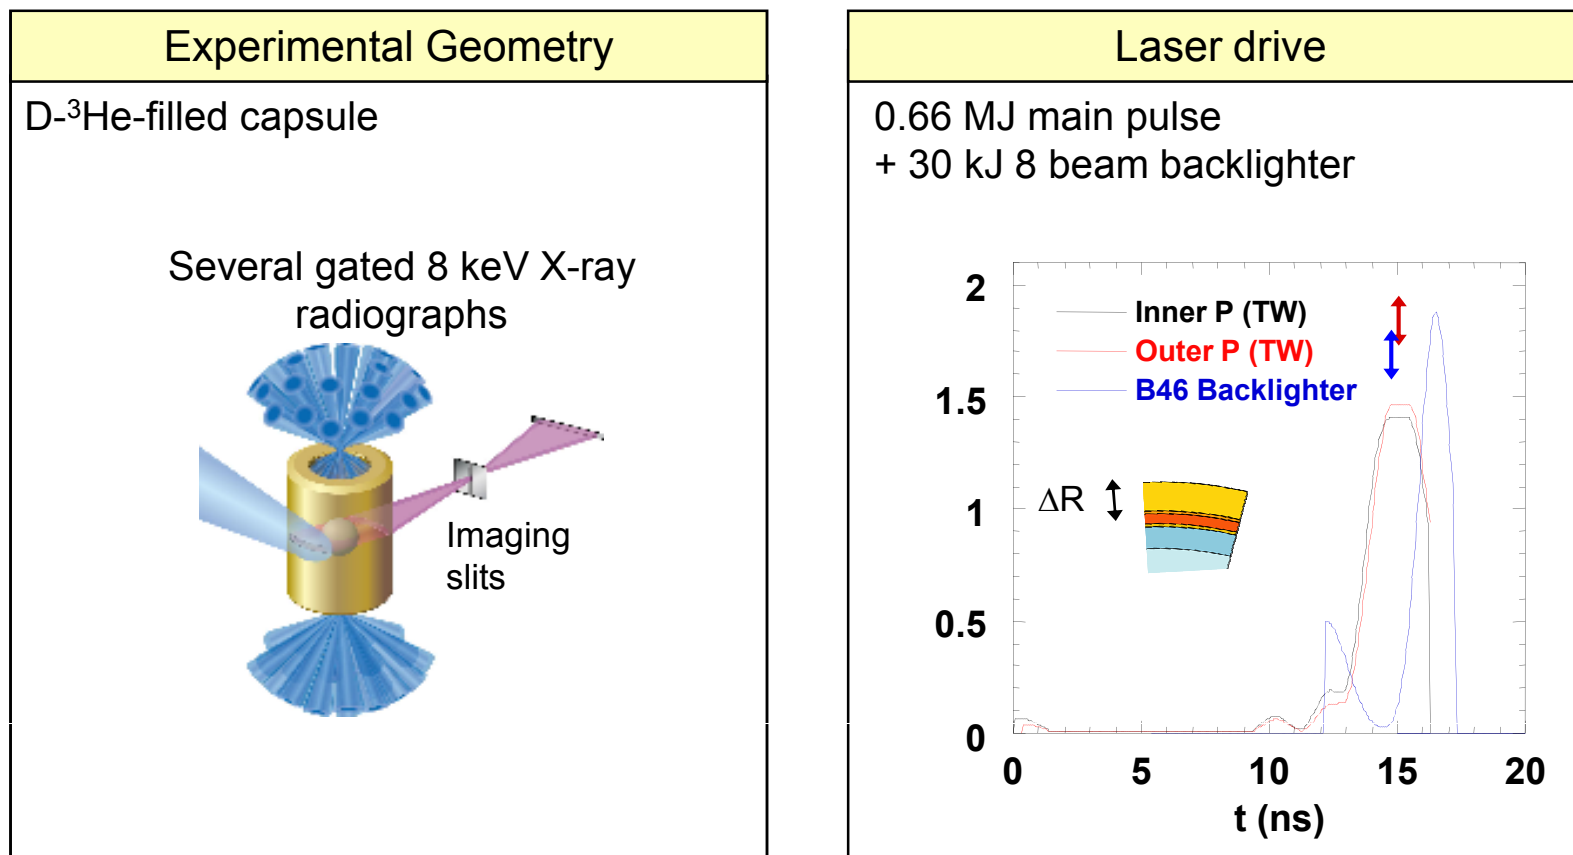 Experimental Geometry
D-³He-filled capsule
Several gated 8 keV X-ray
radiographs
Imaging
slits
Laser drive
0.66 MJ main pulse
+ 30 kJ 8 beam backlighter
2
1.5
1
0.5
0
Inner P (TW)
Outer P (TW)
B46 Backlighter
ΔR
0 5 10 15 20
t (ns)